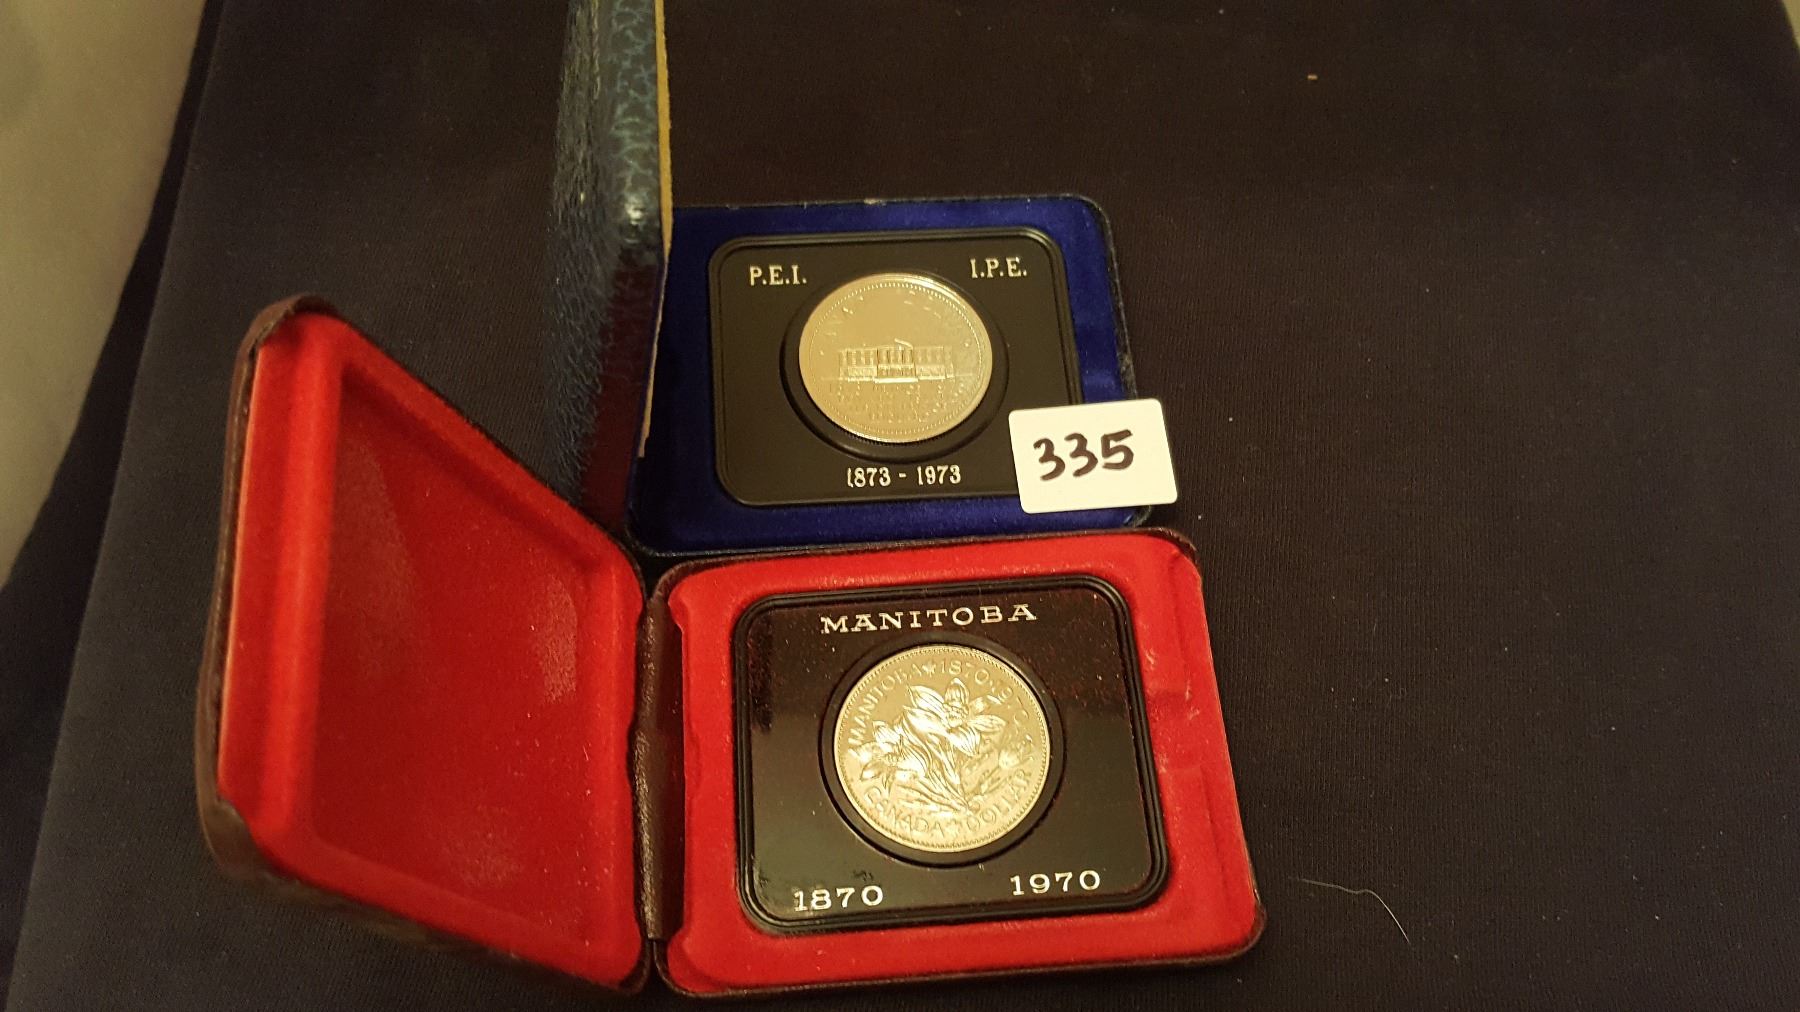 P.E.I. I.P.E.
1873 - 1973
335
MANITOBA
MANITOBA 1870·1970
CANADA DOLLAR
1870 1970